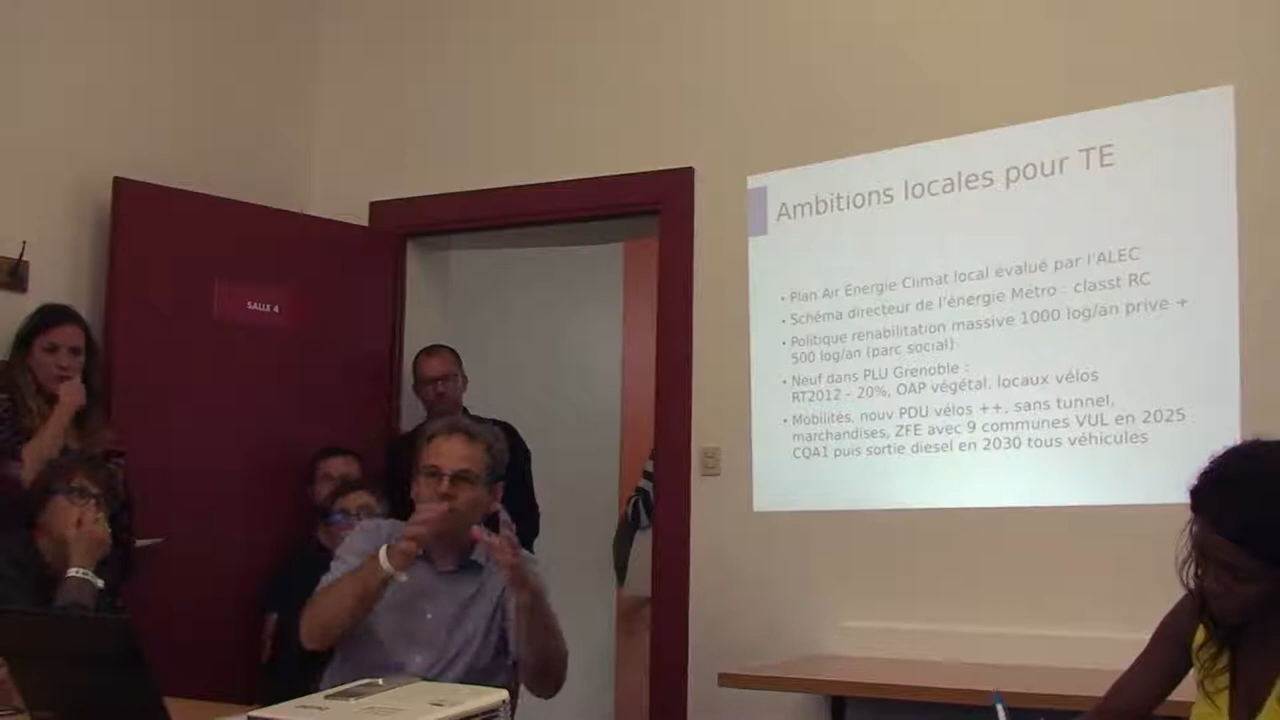 SALLE 4
Ambitions locales pour TE
• Plan Air Energie Climat local évalué par l'ALEC
• Schéma directeur de l'énergie Métro : classt RC
• Politique rehabilitation massive 1000 log/an privé +
500 log/an (parc social)
• Neuf dans PLU Grenoble :
RT2012 - 20%, OAP végétal, locaux vélos
• Mobilités, nouv PDU vélos ++, sans tunnel,
marchandises, ZFE avec 9 communes VUL en 2025
CQA1 puis sortie diesel en 2030 tous véhicules